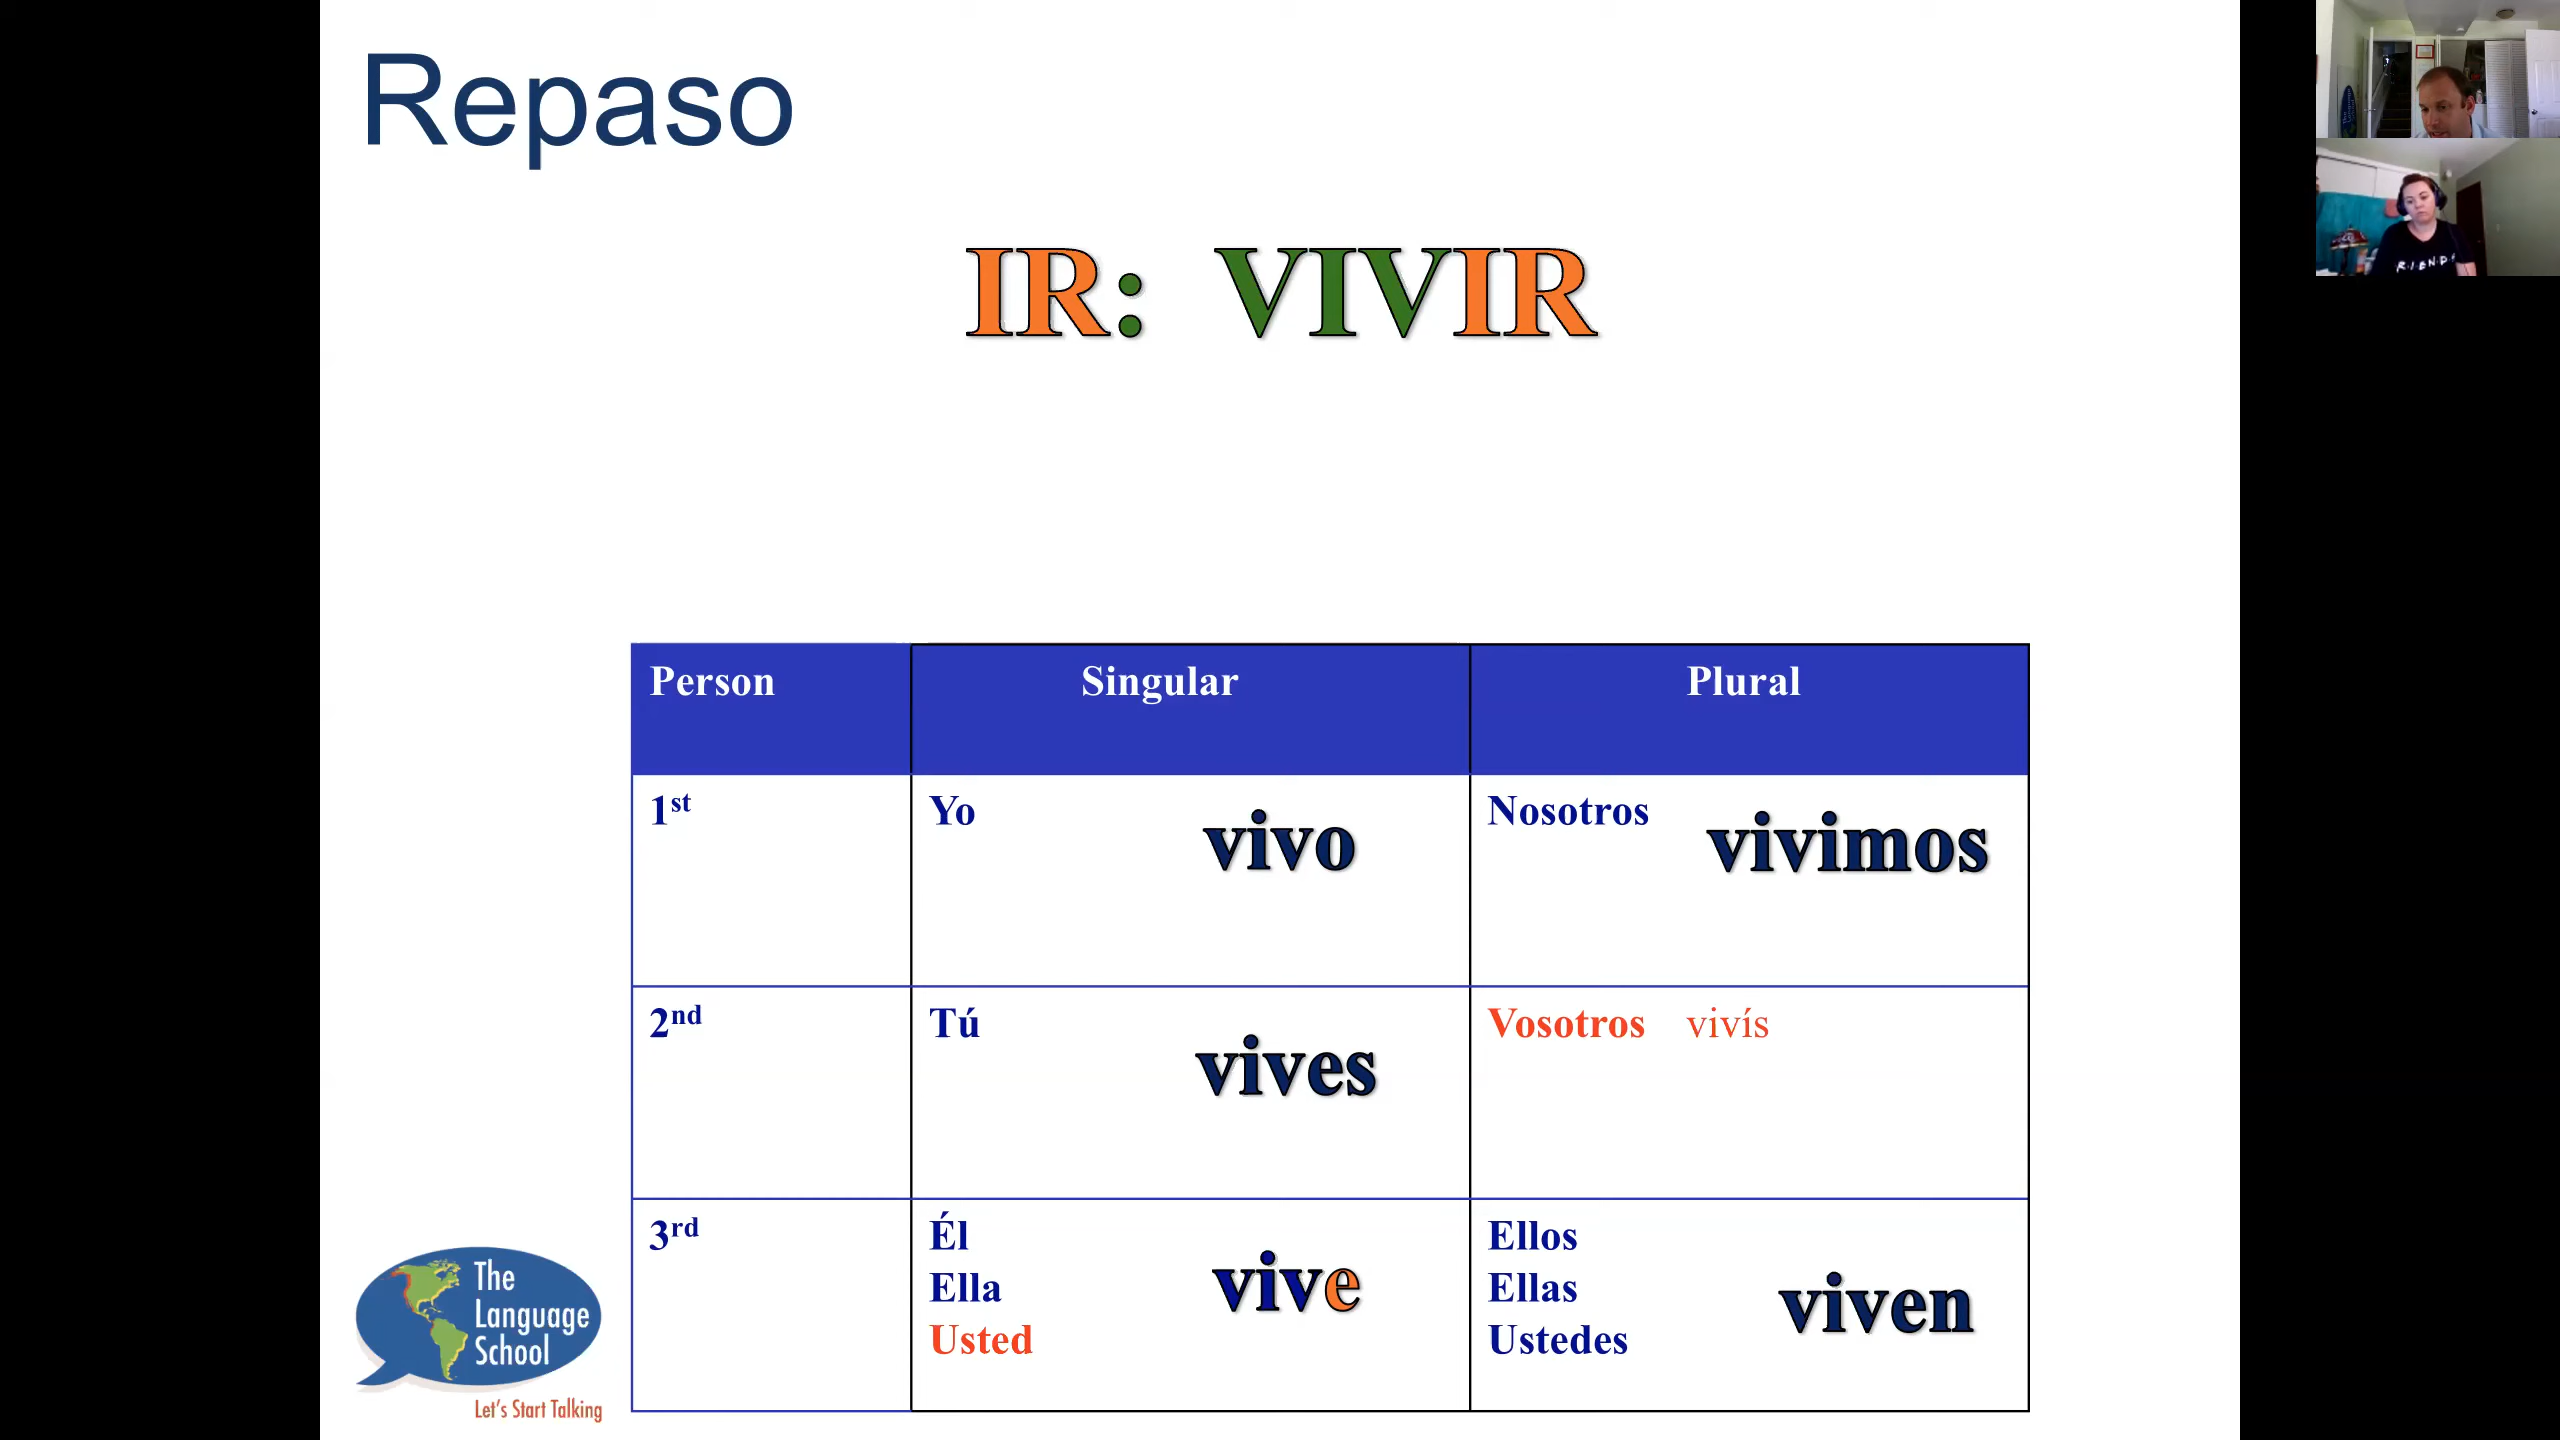 Repaso
IR: VIVIR
Person Singular Plural
1st Yo vivo Nosotros vivimos
2nd Tú vives Vosotros vivís
3rd Él vive Ellos viven
Ella Ellas
Usted Ustedes
The
Language
School
Let's Start Talking